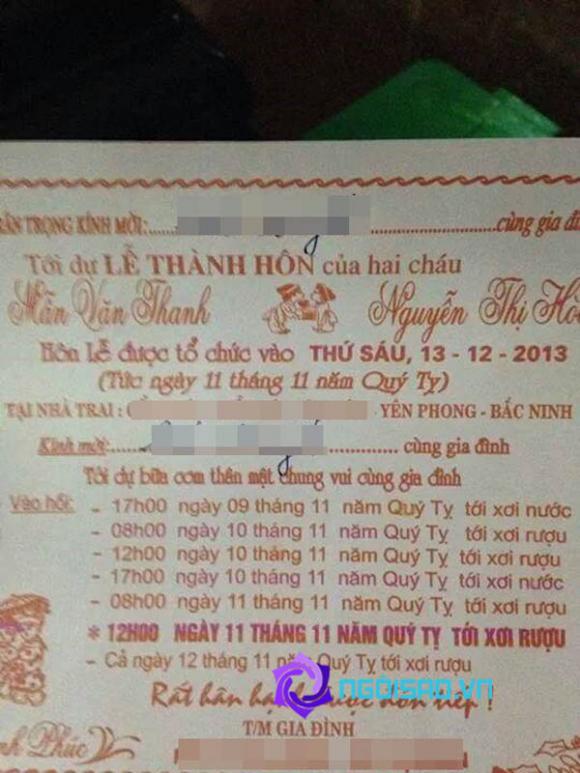 TRÂN TRỌNG KÍNH MỜI:.................................cùng gia đình
Tới dự LỄ THÀNH HÔN của hai cháu
Mẫn Văn Thanh Nguyễn Thị
Hôn Lễ được tổ chức vào THỨ SÁU, 13 - 12 - 2013
(Tức ngày 11 tháng 11 năm Quý Tỵ)
TẠI NHÀ TRAI : YÊN PHONG - BẮC NINH
Kính mời:........................ cùng gia đình
Tới dự bữa cơm thân mật chung vui cùng gia đình
Vào hồi: - 17h00 ngày 09 tháng 11 năm Quý Tỵ tới xơi nước
- 08h00 ngày 10 tháng 11 năm Quý Tỵ tới xơi rượu
- 12h00 ngày 10 tháng 11 năm Quý Tỵ tới xơi rượu
- 17h00 ngày 10 tháng 11 năm Quý Tỵ tới xơi nước
- 08h00 ngày 11 tháng 11 năm Quý Tỵ tới xơi rượu
* 12H00 NGÀY 11 THÁNG 11 NĂM QUÝ TỴ TỚI XƠI RƯỢU
- Cả ngày 12 tháng 11 năm Quý Tỵ tới xơi rượu
NGÔISAO.VN
Rất hân hạnh được đón tiếp !
T/M GIA ĐÌNH
Phúc